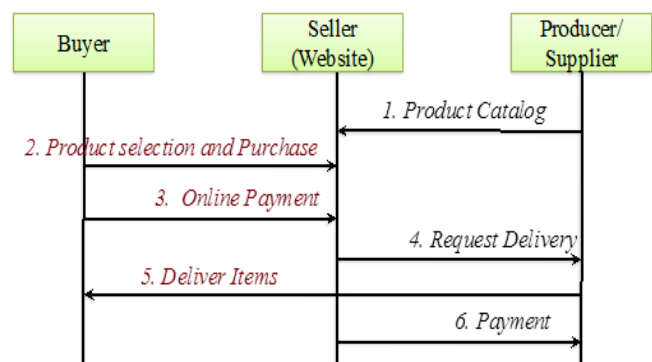 Buyer
Seller
(Website)
Producer/
Supplier
1. Product Catalog
2. Product selection and Purchase
3. Online Payment
4. Request Delivery
5. Deliver Items
6. Payment